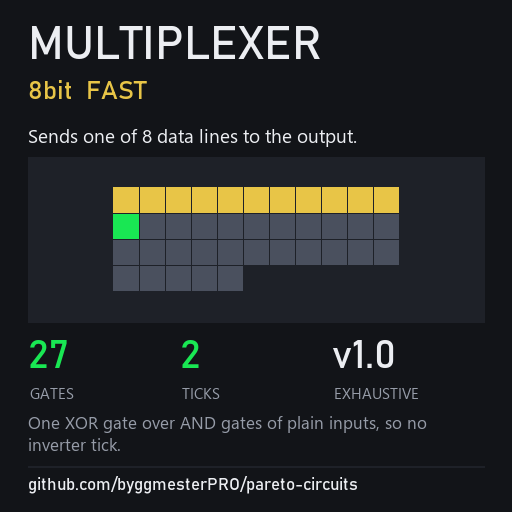 MULTIPLEXER
8bit FAST
Sends one of 8 data lines to the output.
27 2 v1.0
GATES TICKS EXHAUSTIVE
One XOR gate over AND gates of plain inputs, so no
inverter tick.
github.com/byggmesterPRO/pareto-circuits